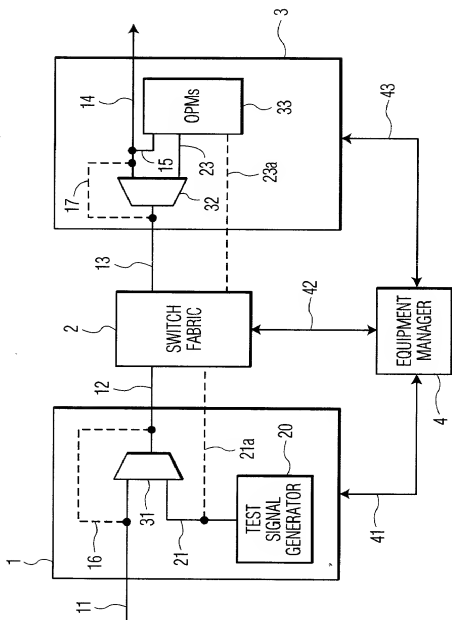 1
11
16
31
21
12
21a
20
TEST
SIGNAL
GENERATOR
41
2
SWITCH
FABRIC
13
42
EQUIPMENT
MANAGER
4
43
3
14
17
15
23
32
OPMs
33
23a